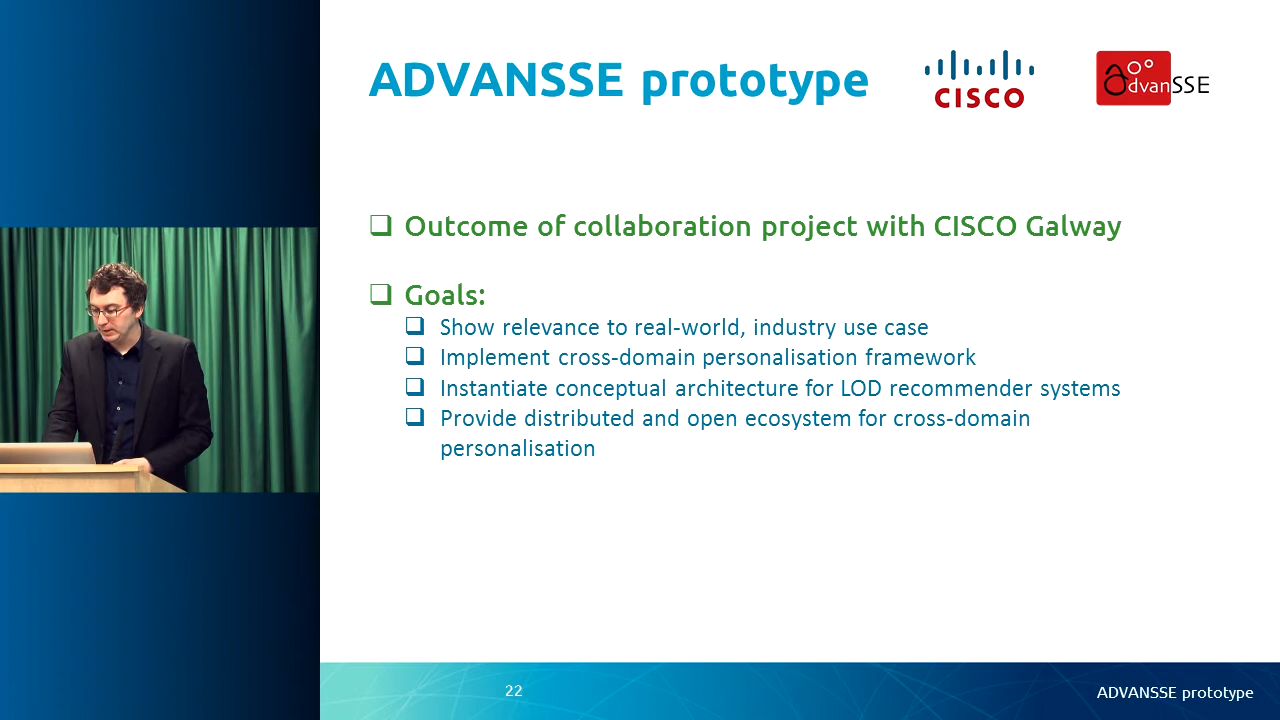 ADVANSSE prototype
CISCO
AdvanSSE
❑ Outcome of collaboration project with CISCO Galway
❑ Goals:
❑ Show relevance to real-world, industry use case
❑ Implement cross-domain personalisation framework
❑ Instantiate conceptual architecture for LOD recommender systems
❑ Provide distributed and open ecosystem for cross-domain
personalisation
22
ADVANSSE prototype